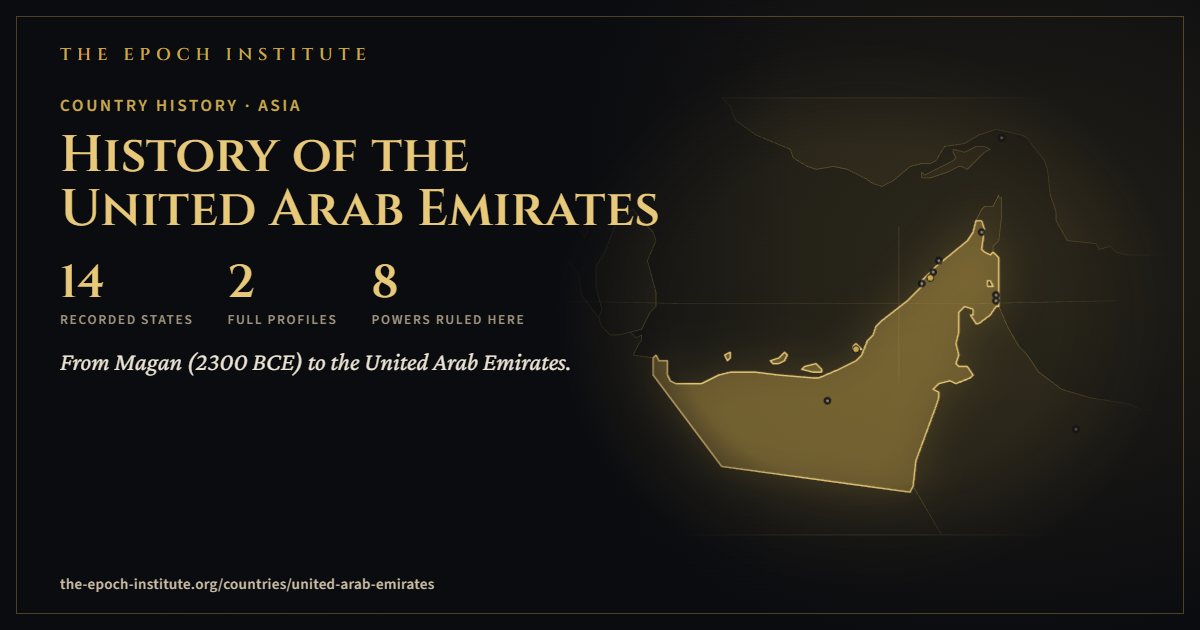 THE EPOCH INSTITUTE
COUNTRY HISTORY · ASIA
HISTORY OF THE
UNITED ARAB EMIRATES
14 2 8
RECORDED STATES FULL PROFILES POWERS RULED HERE
From Magan (2300 BCE) to the United Arab Emirates.
the-epoch-institute.org/countries/united-arab-emirates